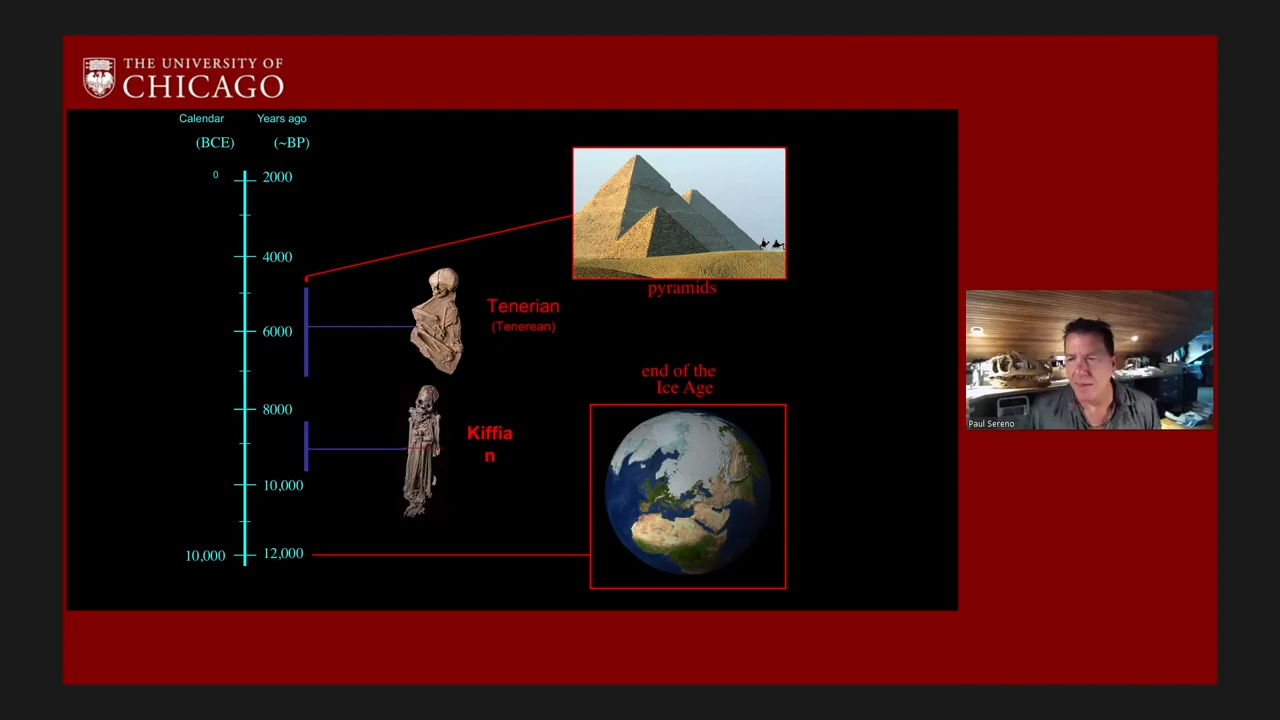 THE UNIVERSITY OF
CHICAGO
Calendar Years ago
(BCE) (~BP)
0 2000
4000
pyramids
Tenerian
(Tenerean)
6000
end of the
Ice Age
8000
Kiffia
n
10,000
10,000 12,000
Paul Sereno